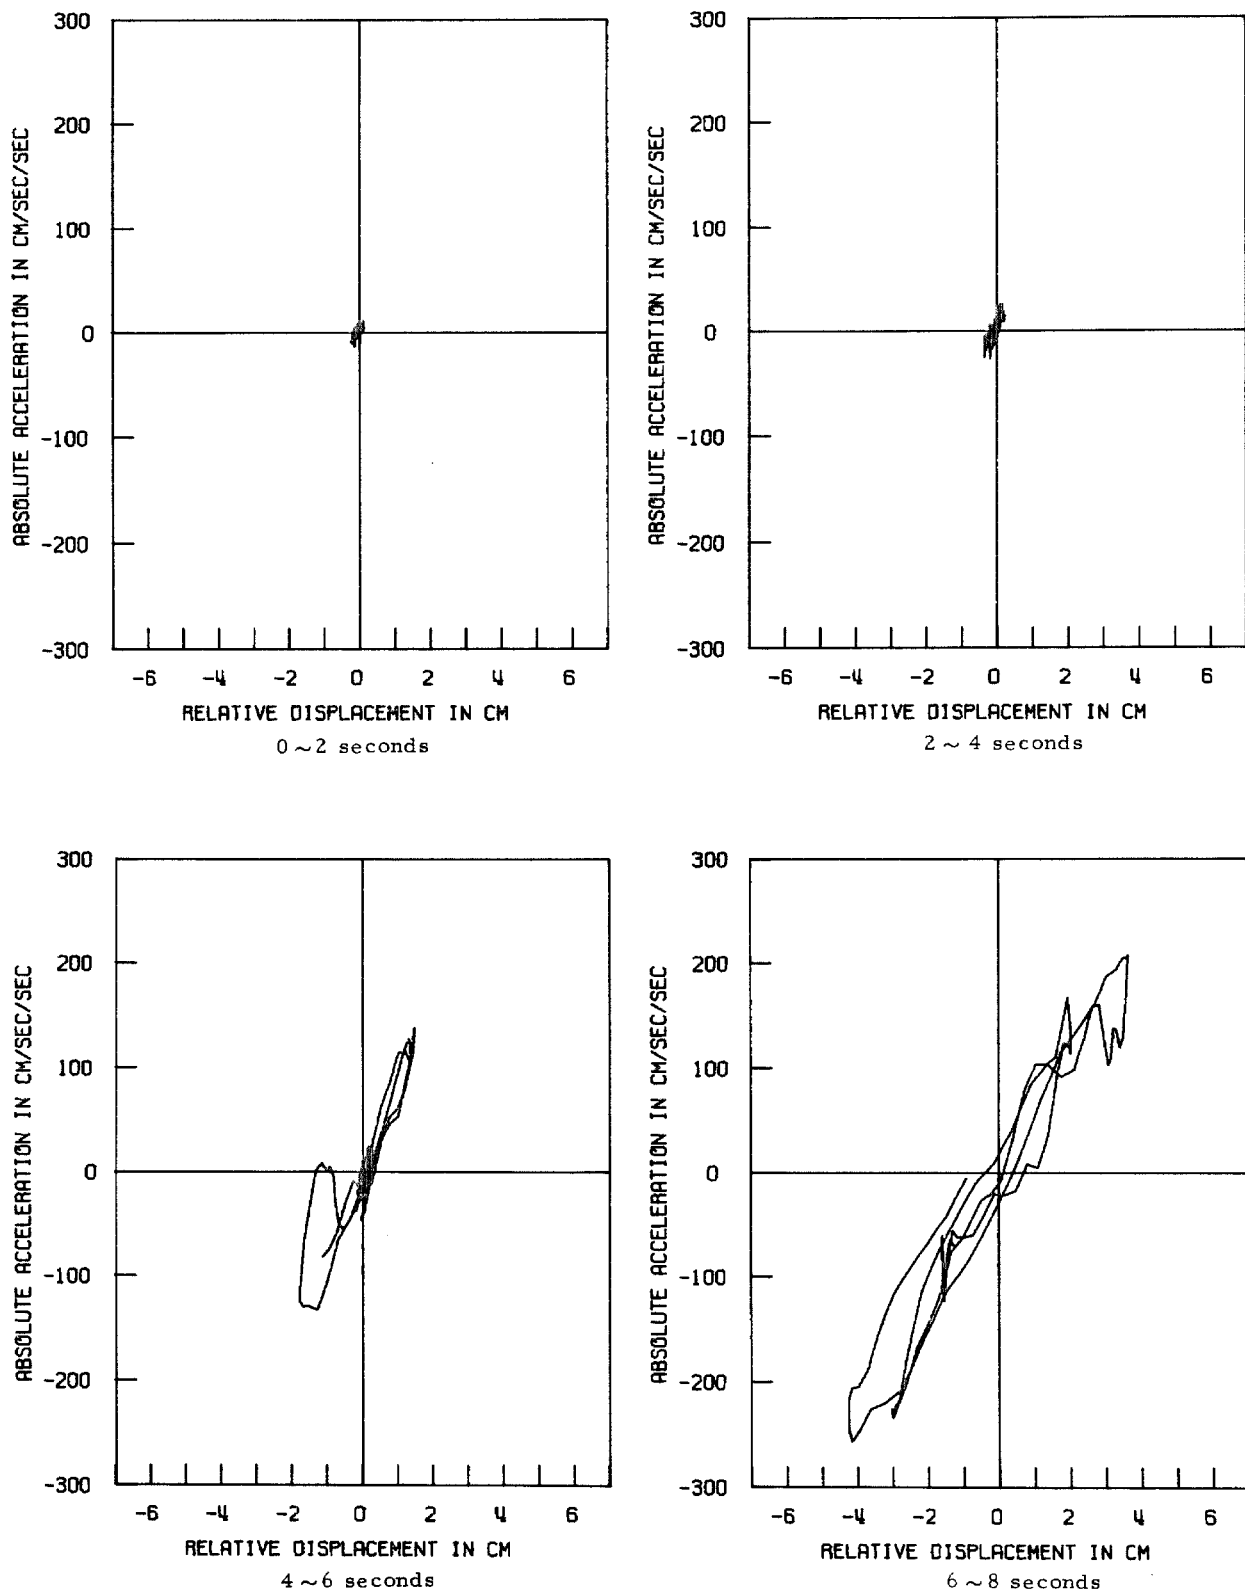 300
200
100
0
-100
-200
-300
ABSOLUTE ACCELERATION IN CM/SEC/SEC
-6 -4 -2 0 2 4 6
RELATIVE DISPLACEMENT IN CM
0 ~ 2 seconds
300
200
100
0
-100
-200
-300
ABSOLUTE ACCELERATION IN CM/SEC/SEC
-6 -4 -2 0 2 4 6
RELATIVE DISPLACEMENT IN CM
2 ~ 4 seconds
300
200
100
0
-100
-200
-300
ABSOLUTE ACCELERATION IN CM/SEC/SEC
-6 -4 -2 0 2 4 6
RELATIVE DISPLACEMENT IN CM
4 ~ 6 seconds
300
200
100
0
-100
-200
-300
ABSOLUTE ACCELERATION IN CM/SEC/SEC
-6 -4 -2 0 2 4 6
RELATIVE DISPLACEMENT IN CM
6 ~ 8 seconds